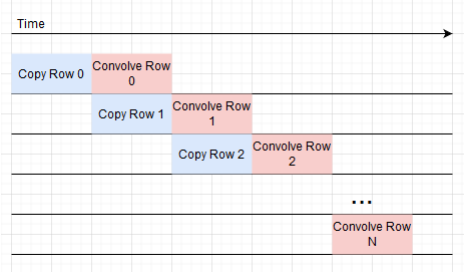 Time
Copy Row 0
Convolve Row
0
Copy Row 1
Convolve Row
1
Copy Row 2
Convolve Row
2
...
Convolve Row
N